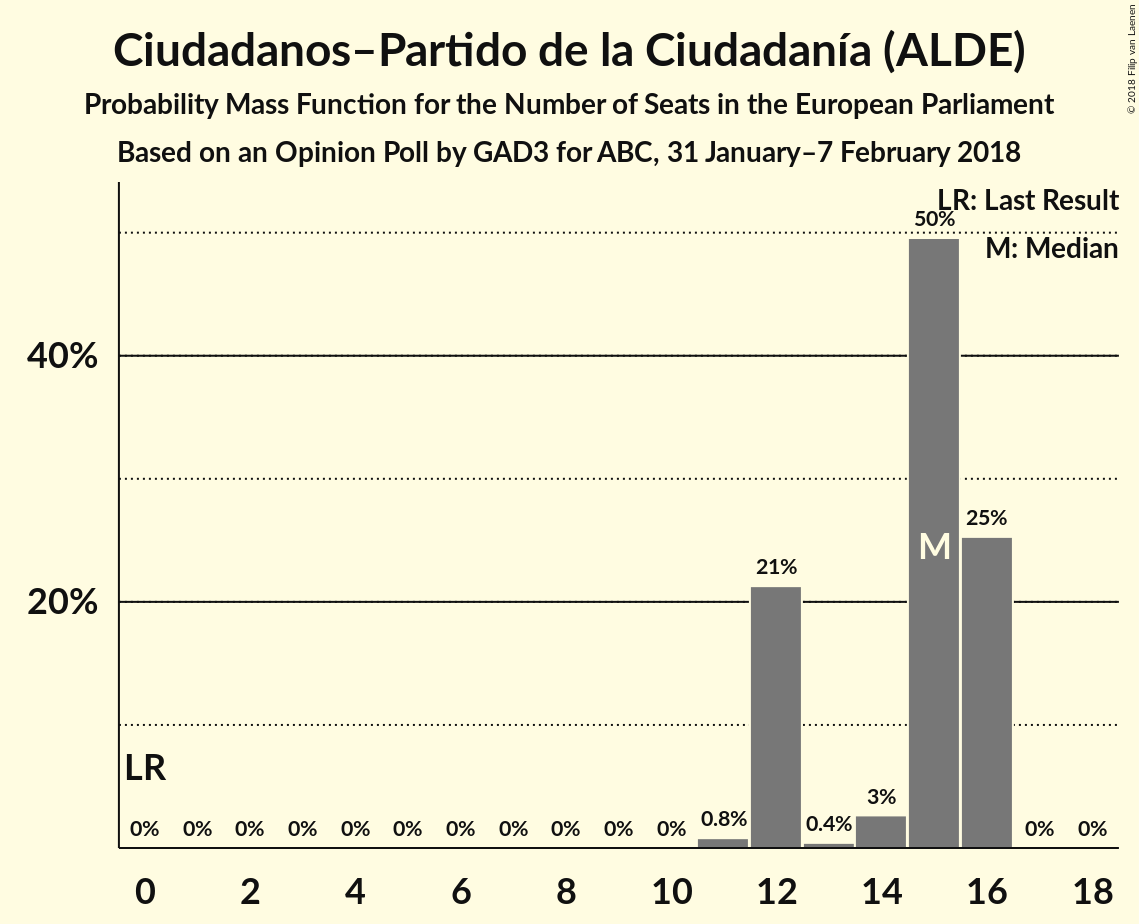 Ciudadanos–Partido de la Ciudadanía (ALDE)
Probability Mass Function for the Number of Seats in the European Parliament
Based on an Opinion Poll by GAD3 for ABC, 31 January–7 February 2018
© 2018 Filip van Laenen
LR: Last Result
M: Median
50%
40%
25%
M
21%
20%
LR
3%
0% 0% 0% 0% 0% 0% 0% 0% 0% 0% 0% 0.8% 0.4% 0% 0%
0 2 4 6 8 10 12 14 16 18